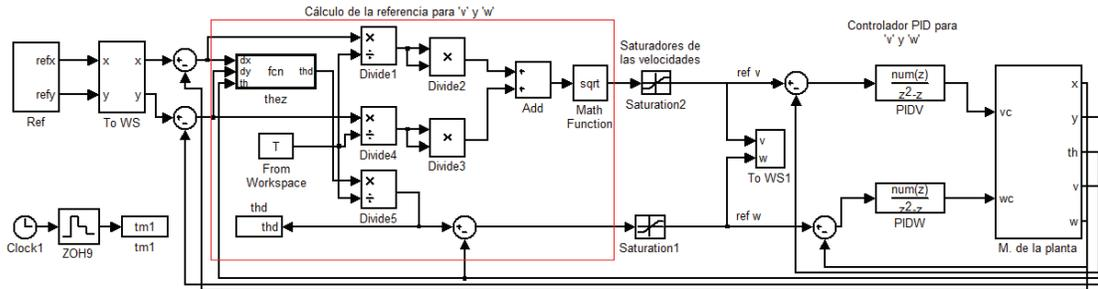 Cálculo de la referencia para 'v' y 'w'
Controlador PID para
'v' y 'w'
Saturadores de
las velocidades
refx
refy
Ref
x
x
y
y
To WS
dx
dy
th
fcn
thd
thez
×
÷
Divide1
×
Divide2
×
÷
Divide4
×
Divide3
T
From
Workspace
×
÷
Divide5
thd
thd
+
+
Add
sqrt
Math
Function
Saturation2
ref v
v
w
To WS1
Saturation1
ref w
num(z)
z²-z
PIDV
num(z)
z²-z
PIDW
vc
wc
x
y
th
v
w
M. de la planta
Clock1
ZOH9
tm1
tm1